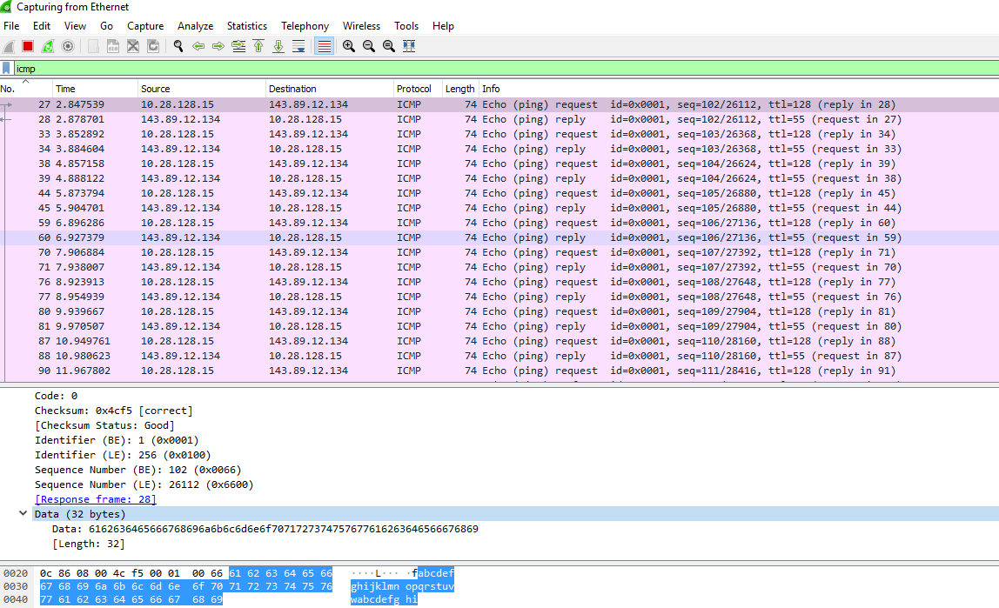 Capturing from Ethernet
File Edit View Go Capture Analyze Statistics Telephony Wireless Tools Help
icmp
No. Time Source Destination Protocol Length Info
27 2.847539 10.28.128.15 143.89.12.134 ICMP 74 Echo (ping) request id=0x0001, seq=102/26112, ttl=128 (reply in 28)
28 2.878701 143.89.12.134 10.28.128.15 ICMP 74 Echo (ping) reply id=0x0001, seq=102/26112, ttl=55 (request in 27)
33 3.852892 10.28.128.15 143.89.12.134 ICMP 74 Echo (ping) request id=0x0001, seq=103/26368, ttl=128 (reply in 34)
34 3.884604 143.89.12.134 10.28.128.15 ICMP 74 Echo (ping) reply id=0x0001, seq=103/26368, ttl=55 (request in 33)
38 4.857158 10.28.128.15 143.89.12.134 ICMP 74 Echo (ping) request id=0x0001, seq=104/26624, ttl=128 (reply in 39)
39 4.888122 143.89.12.134 10.28.128.15 ICMP 74 Echo (ping) reply id=0x0001, seq=104/26624, ttl=55 (request in 38)
44 5.873794 10.28.128.15 143.89.12.134 ICMP 74 Echo (ping) request id=0x0001, seq=105/26880, ttl=128 (reply in 45)
45 5.904701 143.89.12.134 10.28.128.15 ICMP 74 Echo (ping) reply id=0x0001, seq=105/26880, ttl=55 (request in 44)
59 6.896286 10.28.128.15 143.89.12.134 ICMP 74 Echo (ping) request id=0x0001, seq=106/27136, ttl=128 (reply in 60)
60 6.927379 143.89.12.134 10.28.128.15 ICMP 74 Echo (ping) reply id=0x0001, seq=106/27136, ttl=55 (request in 59)
70 7.906884 10.28.128.15 143.89.12.134 ICMP 74 Echo (ping) request id=0x0001, seq=107/27392, ttl=128 (reply in 71)
71 7.938007 143.89.12.134 10.28.128.15 ICMP 74 Echo (ping) reply id=0x0001, seq=107/27392, ttl=55 (request in 70)
76 8.923913 10.28.128.15 143.89.12.134 ICMP 74 Echo (ping) request id=0x0001, seq=108/27648, ttl=128 (reply in 77)
77 8.954939 143.89.12.134 10.28.128.15 ICMP 74 Echo (ping) reply id=0x0001, seq=108/27648, ttl=55 (request in 76)
80 9.939667 10.28.128.15 143.89.12.134 ICMP 74 Echo (ping) request id=0x0001, seq=109/27904, ttl=128 (reply in 81)
81 9.970507 143.89.12.134 10.28.128.15 ICMP 74 Echo (ping) reply id=0x0001, seq=109/27904, ttl=55 (request in 80)
87 10.949761 10.28.128.15 143.89.12.134 ICMP 74 Echo (ping) request id=0x0001, seq=110/28160, ttl=128 (reply in 88)
88 10.980623 143.89.12.134 10.28.128.15 ICMP 74 Echo (ping) reply id=0x0001, seq=110/28160, ttl=55 (request in 87)
90 11.967802 10.28.128.15 143.89.12.134 ICMP 74 Echo (ping) request id=0x0001, seq=111/28416, ttl=128 (reply in 91)
Code: 0
Checksum: 0x4cf5 [correct]
[Checksum Status: Good]
Identifier (BE): 1 (0x0001)
Identifier (LE): 256 (0x0100)
Sequence Number (BE): 102 (0x0066)
Sequence Number (LE): 26112 (0x6600)
[Response frame: 28]
Data (32 bytes)
Data: 6162636465666768696a6b6c6d6e6f7071727374757677616263646566676869
[Length: 32]
0020 0c 86 08 00 4c f5 00 01 00 66 61 62 63 64 65 66 ····L··· ·fabcdef
0030 67 68 69 6a 6b 6c 6d 6e 6f 70 71 72 73 74 75 76 ghijklmn opqrstuv
0040 77 61 62 63 64 65 66 67 68 69 wabcdefg hi